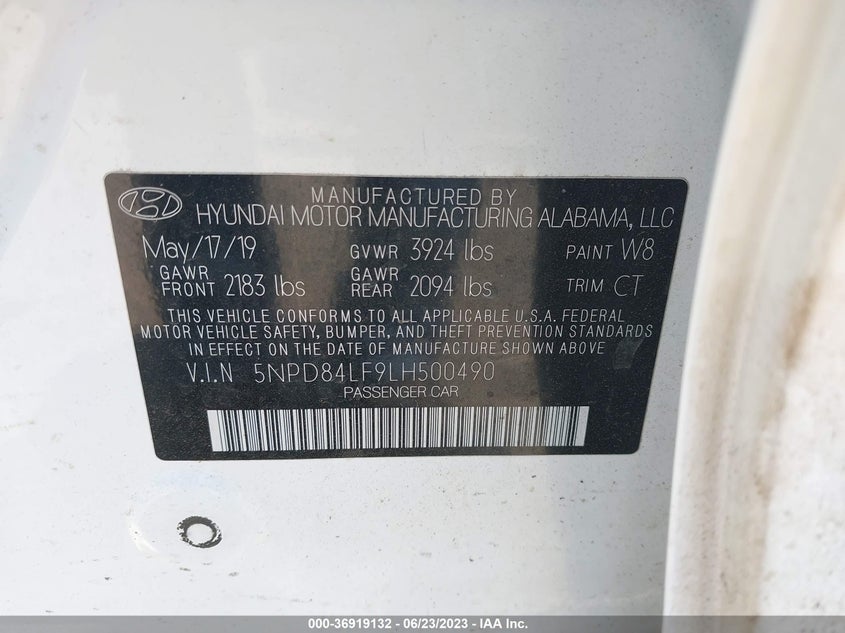 MANUFACTURED BY
HYUNDAI MOTOR MANUFACTURING ALABAMA, LLC
May/17/19 GVWR 3924 lbs PAINT W8
GAWR FRONT 2183 lbs GAWR REAR 2094 lbs TRIM CT
THIS VEHICLE CONFORMS TO ALL APPLICABLE U.S.A. FEDERAL
MOTOR VEHICLE SAFETY, BUMPER, AND THEFT PREVENTION STANDARDS
IN EFFECT ON THE DATE OF MANUFACTURE SHOWN ABOVE.
V.I.N 5NPD84LF9LH500490
PASSENGER CAR
000-36919132 - 06/23/2023 - IAA Inc.